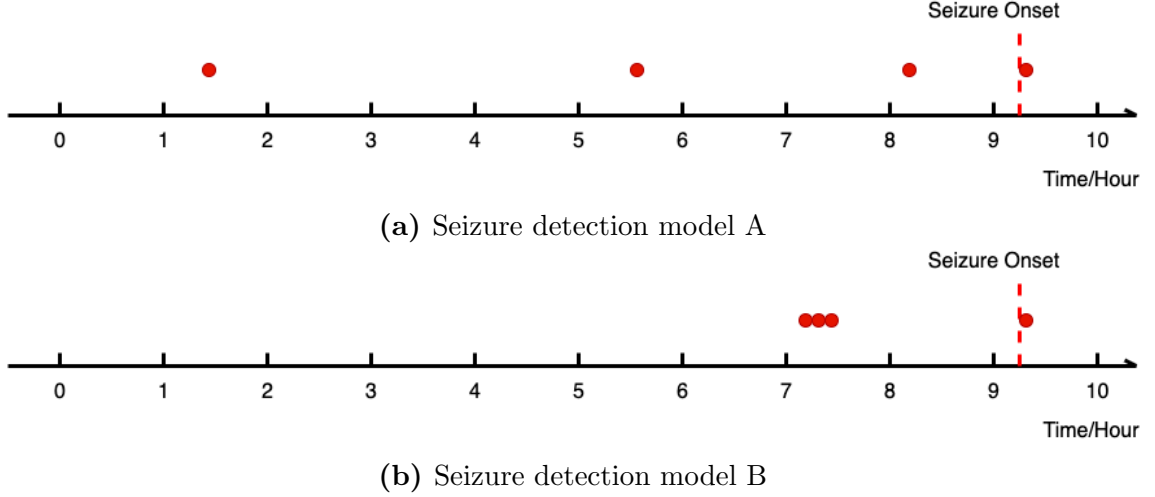 Seizure Onset
0 1 2 3 4 5 6 7 8 9 10
Time/Hour
(a) Seizure detection model A
Seizure Onset
0 1 2 3 4 5 6 7 8 9 10
Time/Hour
(b) Seizure detection model B